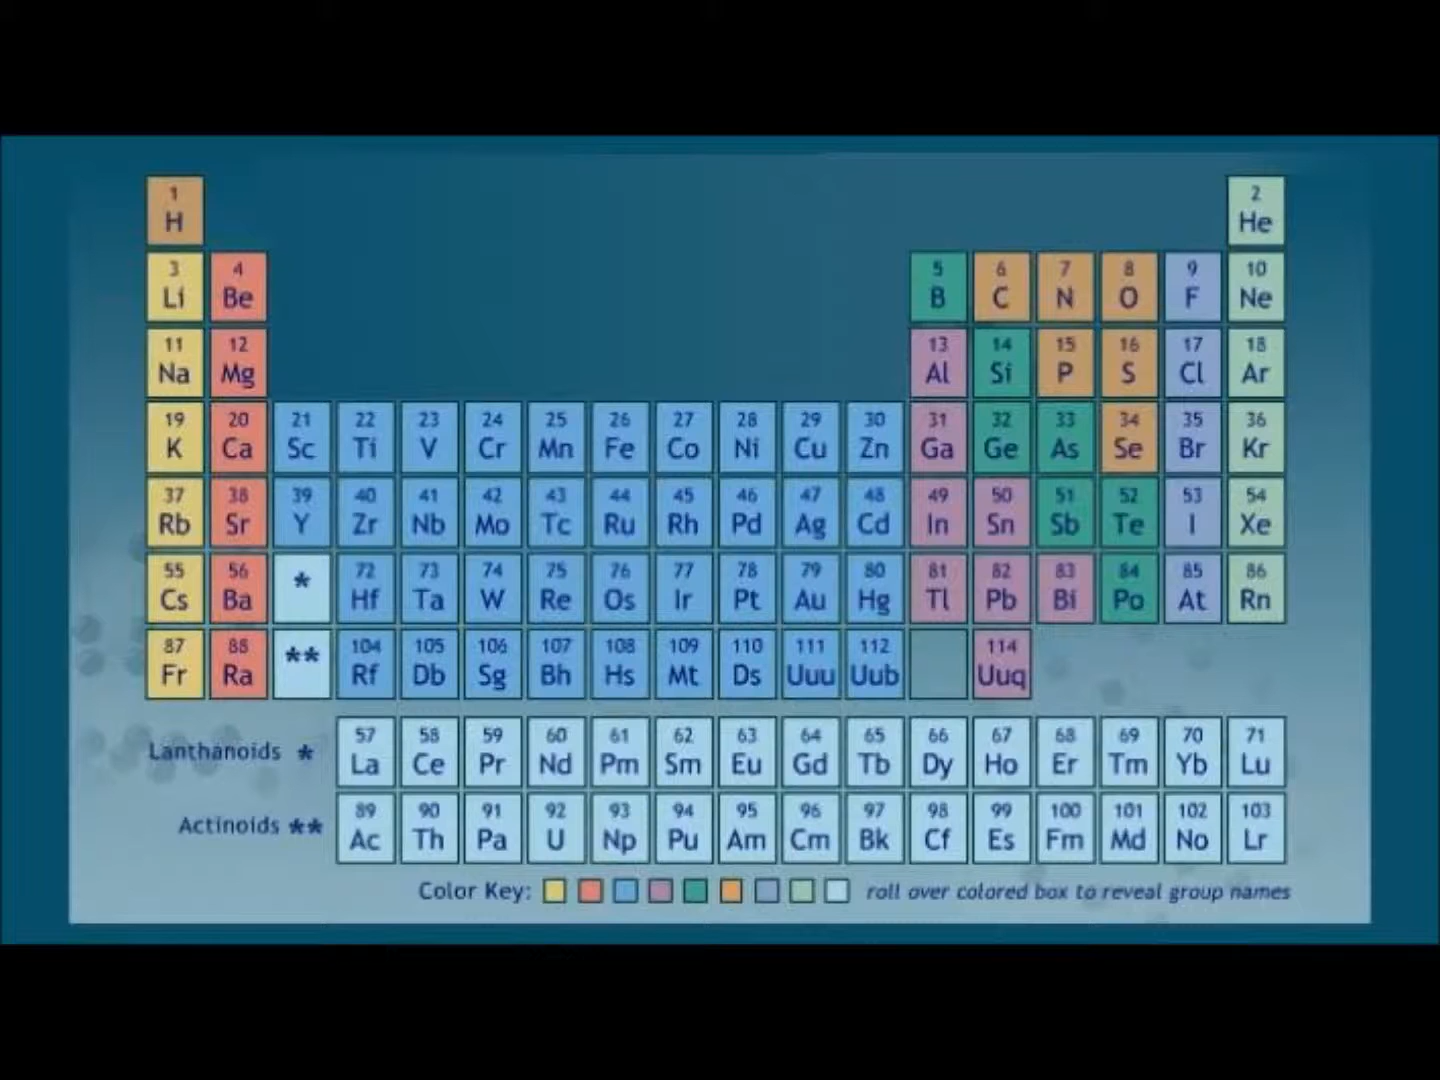 1 2
H He
3 4 5 6 7 8 9 10
Li Be B C N O F Ne
11 12 13 14 15 16 17 18
Na Mg Al Si P S Cl Ar
19 20 21 22 23 24 25 26 27 28 29 30 31 32 33 34 35 36
K Ca Sc Ti V Cr Mn Fe Co Ni Cu Zn Ga Ge As Se Br Kr
37 38 39 40 41 42 43 44 45 46 47 48 49 50 51 52 53 54
Rb Sr Y Zr Nb Mo Tc Ru Rh Pd Ag Cd In Sn Sb Te I Xe
55 56 * 72 73 74 75 76 77 78 79 80 81 82 83 84 85 86
Cs Ba Hf Ta W Re Os Ir Pt Au Hg Tl Pb Bi Po At Rn
87 88 ** 104 105 106 107 108 109 110 111 112 114
Fr Ra Rf Db Sg Bh Hs Mt Ds Uuu Uub Uuq
57 58 59 60 61 62 63 64 65 66 67 68 69 70 71
Lanthanoids * La Ce Pr Nd Pm Sm Eu Gd Tb Dy Ho Er Tm Yb Lu
89 90 91 92 93 94 95 96 97 98 99 100 101 102 103
Actinoids ** Ac Th Pa U Np Pu Am Cm Bk Cf Es Fm Md No Lr
Color Key: roll over colored box to reveal group names